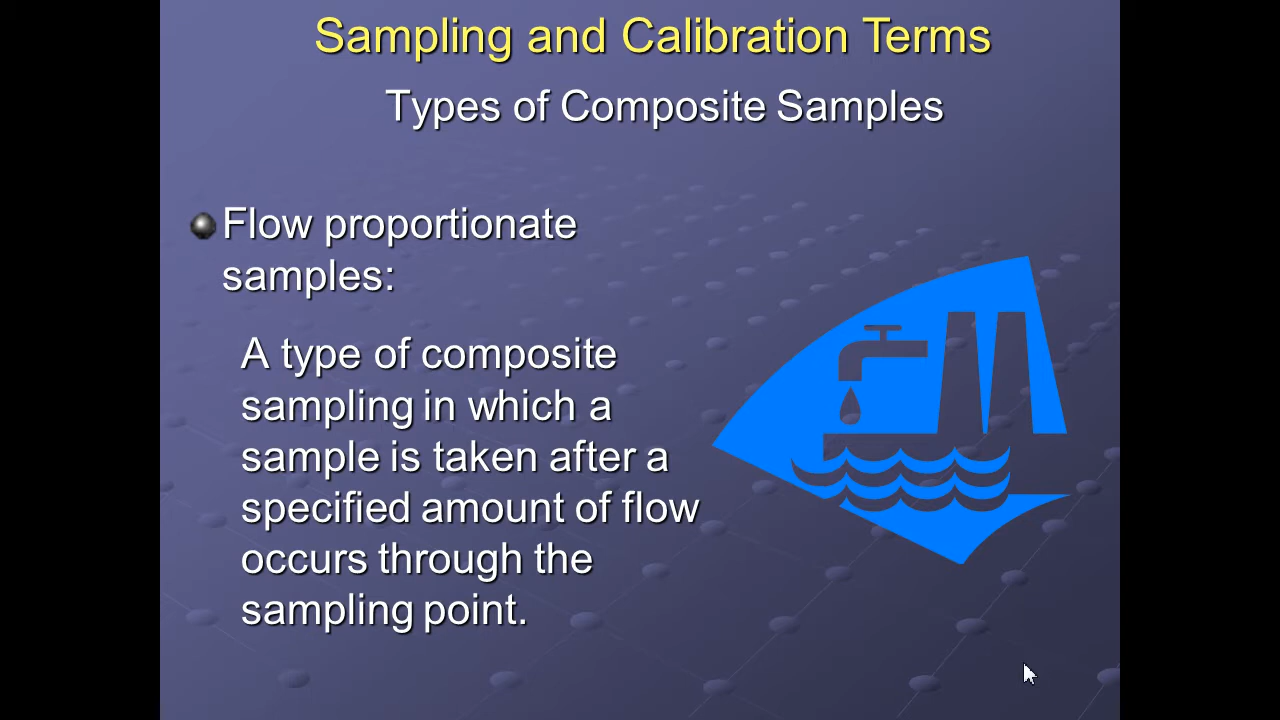 Sampling and Calibration Terms
Types of Composite Samples
Flow proportionate
samples:
A type of composite
sampling in which a
sample is taken after a
specified amount of flow
occurs through the
sampling point.